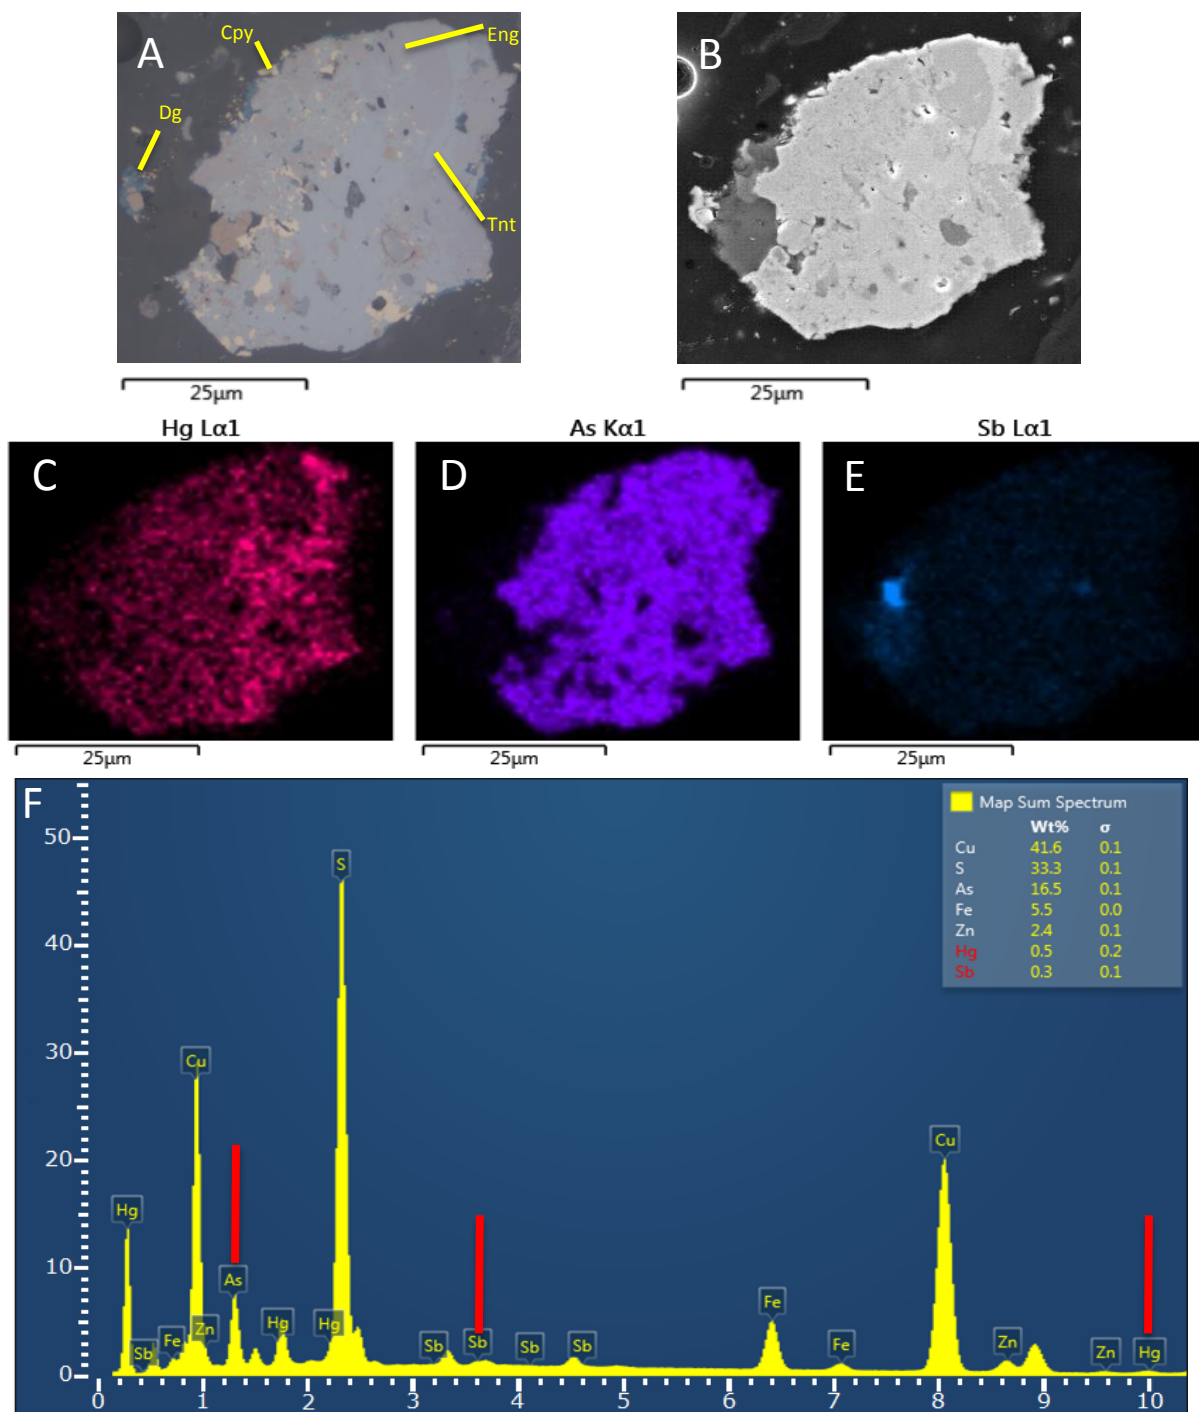 A
Cpy
Eng
Dg
Tnt
B
25µm
25µm
Hg Lα1
As Kα1
Sb Lα1
C
D
E
25µm
25µm
25µm
F
Map Sum Spectrum
Wt% σ
Cu 41.6 0.1
S 33.3 0.1
As 16.5 0.1
Fe 5.5 0.0
Zn 2.4 0.1
Hg 0.5 0.2
Sb 0.3 0.1
50
40
30
20
10
0
S
Cu
Cu
Hg
As
Fe
Zn
Sb
Fe
Hg
Hg
Sb
Sb
Sb
Sb
Fe
Zn
Zn
Hg
0 1 2 3 4 5 6 7 8 9 10